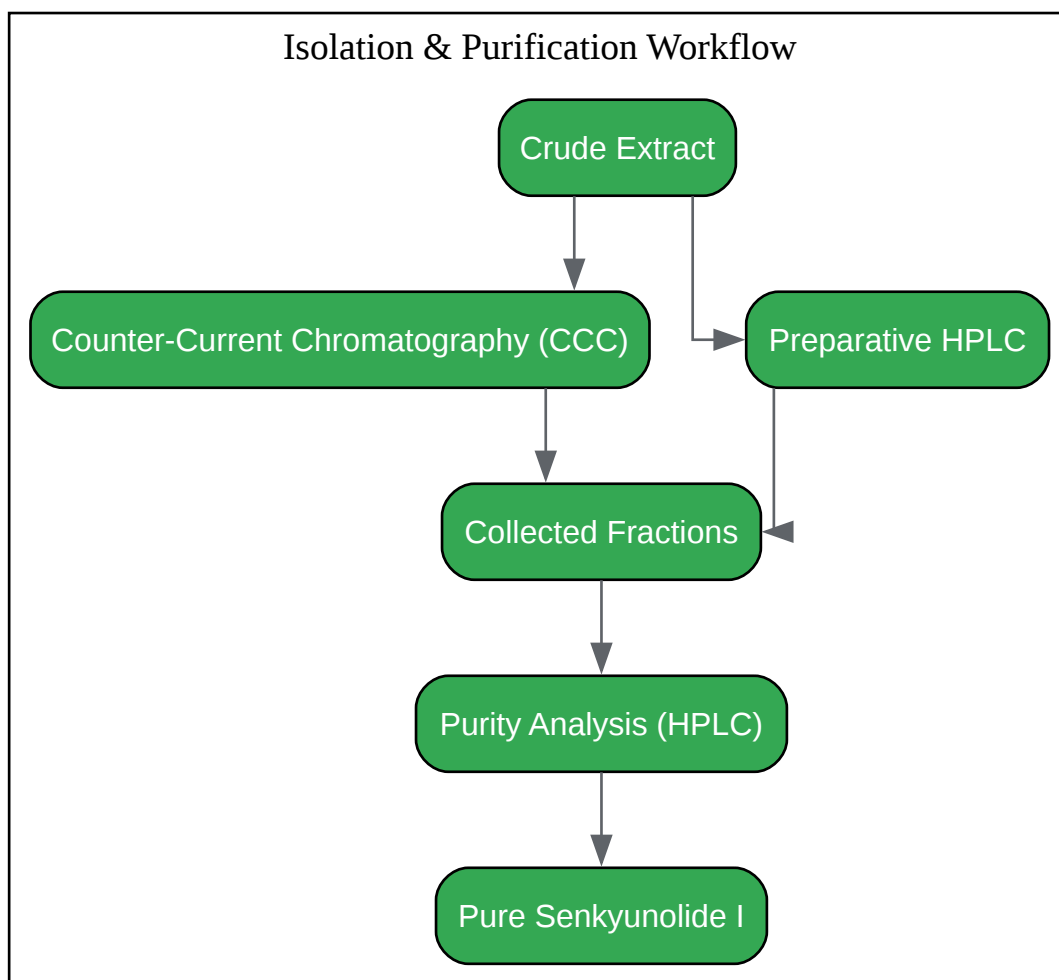 Isolation & Purification Workflow
Crude Extract
Counter-Current Chromatography (CCC)
Preparative HPLC
Collected Fractions
Purity Analysis (HPLC)
Pure Senkyunolide I